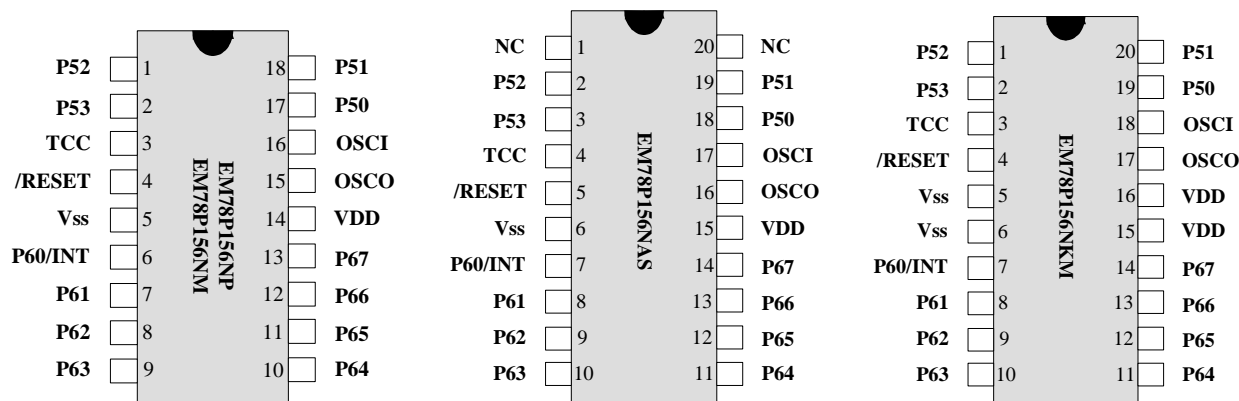 P52 1 18 P51
P53 2 17 P50
TCC 3 16 OSCI
/RESET 4 15 OSCO
Vss 5 14 VDD
P60/INT 6 13 P67
P61 7 12 P66
P62 8 11 P65
P63 9 10 P64
EM78P156NP
EM78P156NM
NC 1 20 NC
P52 2 19 P51
P53 3 18 P50
TCC 4 17 OSCI
/RESET 5 16 OSCO
Vss 6 15 VDD
P60/INT 7 14 P67
P61 8 13 P66
P62 9 12 P65
P63 10 11 P64
EM78P156NAS
P52 1 20 P51
P53 2 19 P50
TCC 3 18 OSCI
/RESET 4 17 OSCO
Vss 5 16 VDD
Vss 6 15 VDD
P60/INT 7 14 P67
P61 8 13 P66
P62 9 12 P65
P63 10 11 P64
EM78P156NKM